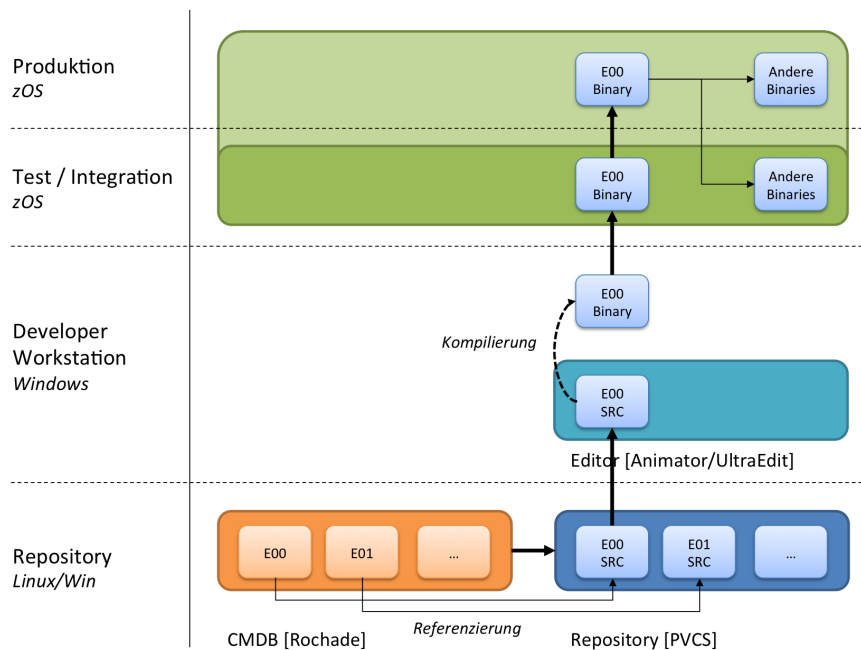 Produktion
zOS
E00
Binary
Andere
Binaries
Test / Integration
zOS
E00
Binary
Andere
Binaries
Developer
Workstation
Windows
E00
Binary
Kompilierung
E00
SRC
Editor [Animator/UltraEdit]
Repository
Linux/Win
E00
E01
...
E00
SRC
E01
SRC
...
Referenzierung
CMDB [Rochade]
Repository [PVCS]